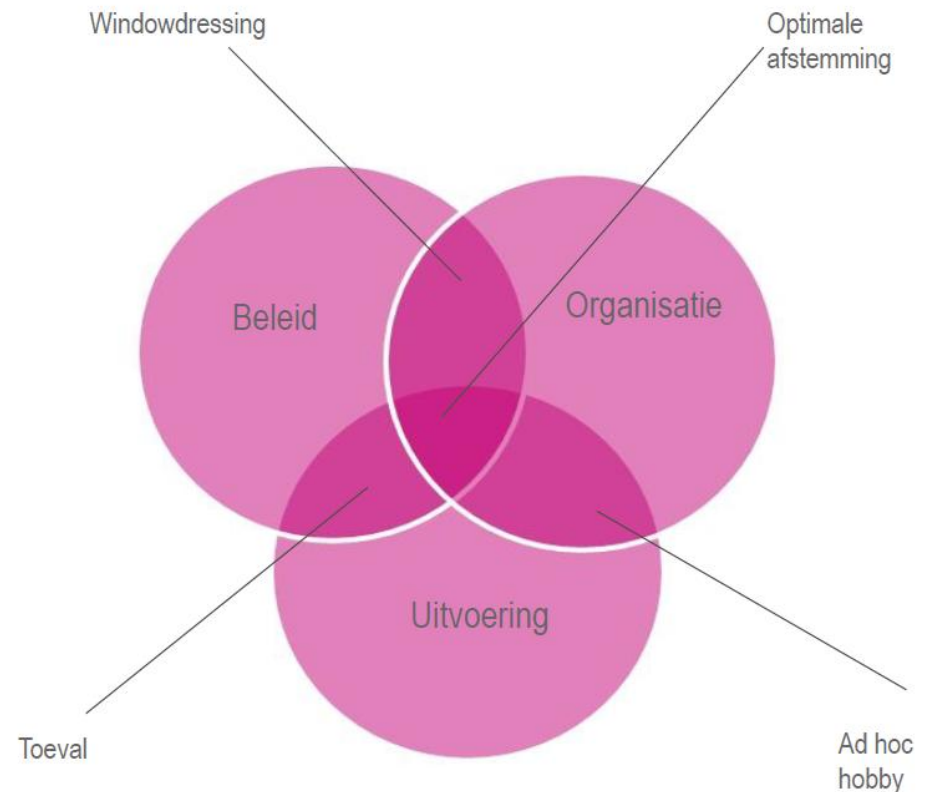 Windowdressing
Optimale
afstemming
Beleid
Organisatie
Uitvoering
Toeval
Ad hoc
hobby